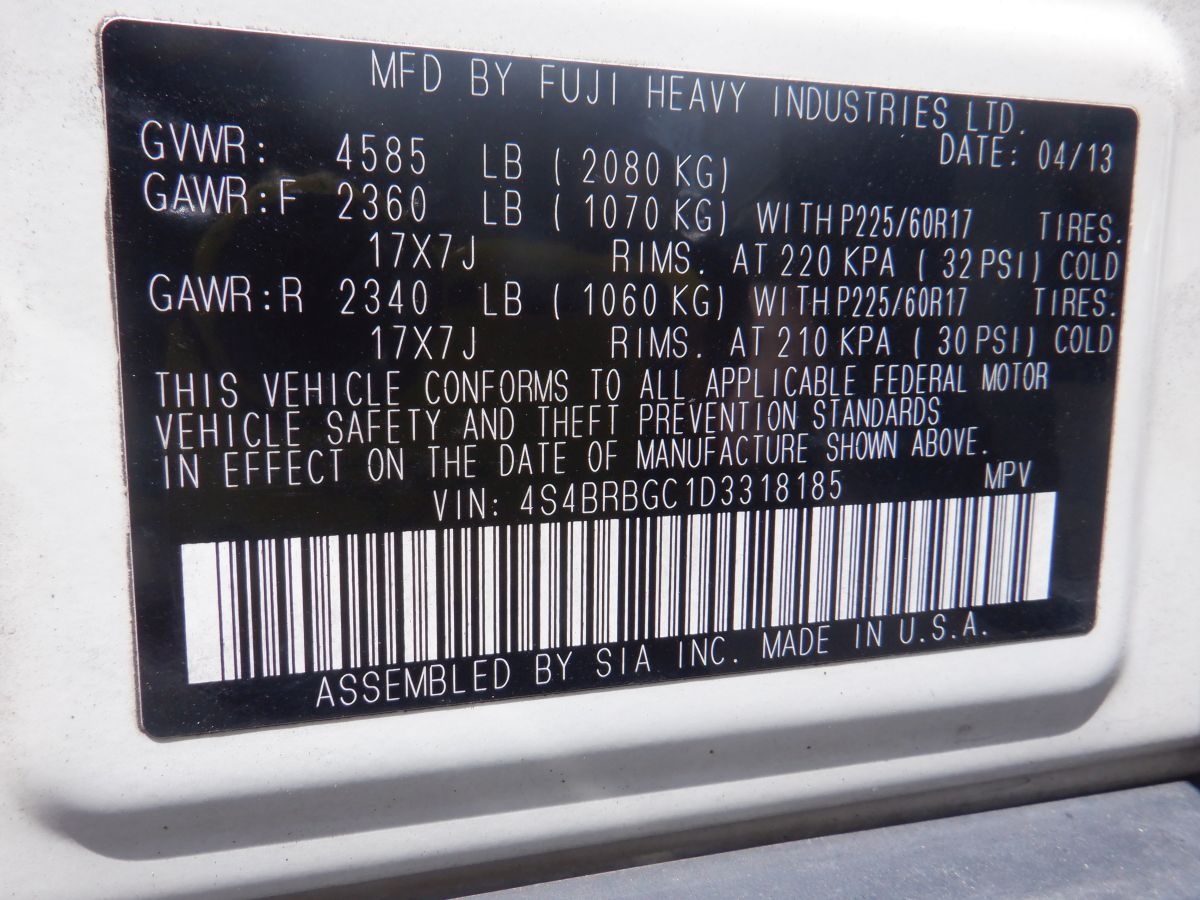 MFD BY FUJI HEAVY INDUSTRIES LTD.
DATE: 04/13
GVWR: 4585 LB ( 2080 KG)
GAWR:F 2360 LB ( 1070 KG) WITH P225/60R17 TIRES.
17X7J RIMS. AT 220 KPA ( 32 PSI) COLD
GAWR:R 2340 LB ( 1060 KG) WITH P225/60R17 TIRES.
17X7J RIMS. AT 210 KPA ( 30 PSI) COLD
THIS VEHICLE CONFORMS TO ALL APPLICABLE FEDERAL MOTOR
VEHICLE SAFETY AND THEFT PREVENTION STANDARDS
IN EFFECT ON THE DATE OF MANUFACTURE SHOWN ABOVE.
VIN: 4S4BRBGC1D3318185 MPV
ASSEMBLED BY SIA INC. MADE IN U.S.A.